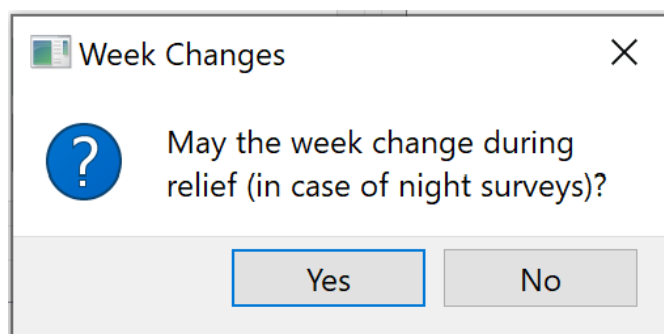 Week Changes
May the week change during
relief (in case of night surveys)?
Yes
No